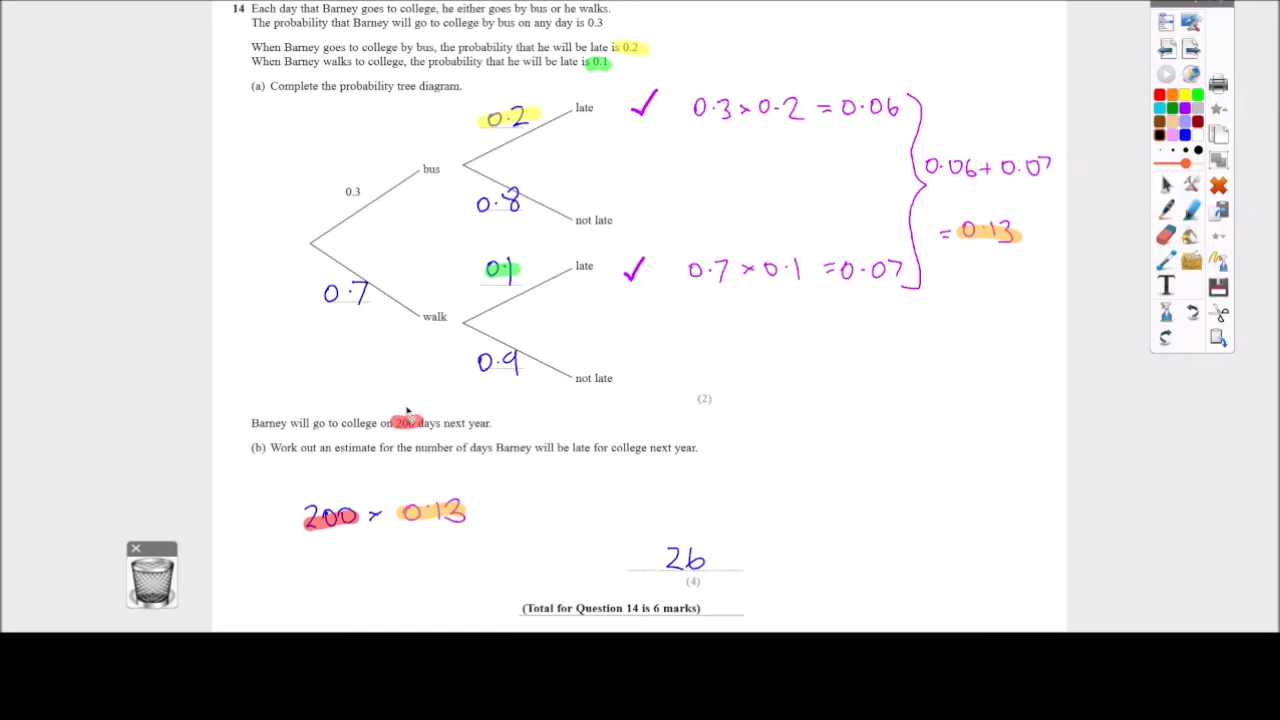 14 Each day that Barney goes to college, he either goes by bus or he walks.
The probability that Barney will go to college by bus on any day is 0.3
When Barney goes to college by bus, the probability that he will be late is 0.2
When Barney walks to college, the probability that he will be late is 0.1
(a) Complete the probability tree diagram.
0.2
late ✓ 0.3 × 0.2 = 0.06
bus
0.06 + 0.07
0.3
0.8
not late
= 0.13
0.1
late ✓ 0.7 × 0.1 = 0.07
0.7
walk
0.9
not late
(2)
Barney will go to college on 200 days next year.
(b) Work out an estimate for the number of days Barney will be late for college next year.
200 × 0.13
26
(4)
(Total for Question 14 is 6 marks)
T